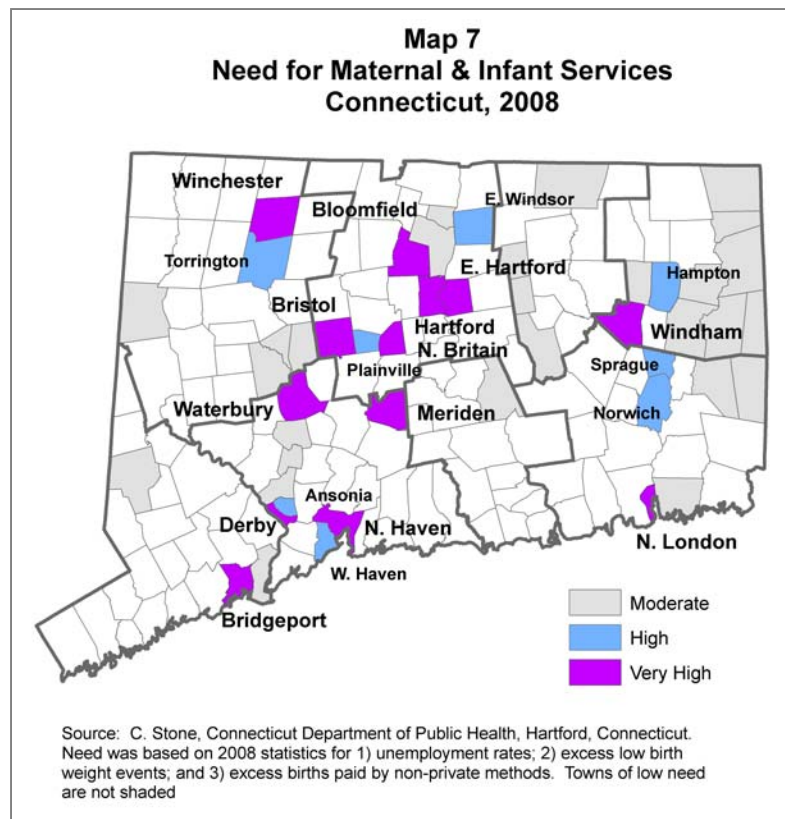 Map 7
Need for Maternal & Infant Services
Connecticut, 2008
Winchester
Bloomfield
E. Windsor
Torrington
E. Hartford
Hampton
Bristol
Hartford
Windham
N. Britain
Plainville
Sprague
Waterbury
Meriden
Norwich
Ansonia
Derby
N. Haven
N. London
W. Haven
Bridgeport
Moderate
High
Very High
Source: C. Stone, Connecticut Department of Public Health, Hartford, Connecticut.
Need was based on 2008 statistics for 1) unemployment rates; 2) excess low birth
weight events; and 3) excess births paid by non-private methods. Towns of low need
are not shaded